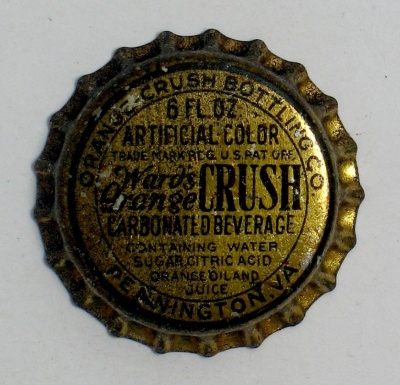 ORANGE-CRUSH BOTTLING CO.
6 FL. OZ.
ARTIFICIAL COLOR
TRADE MARK REG. U.S. PAT. OFF.
Ward's
Orange CRUSH
CARBONATED BEVERAGE
CONTAINING WATER
SUGAR, CITRIC ACID
ORANGE OIL AND
JUICE
PENNINGTON, VA.